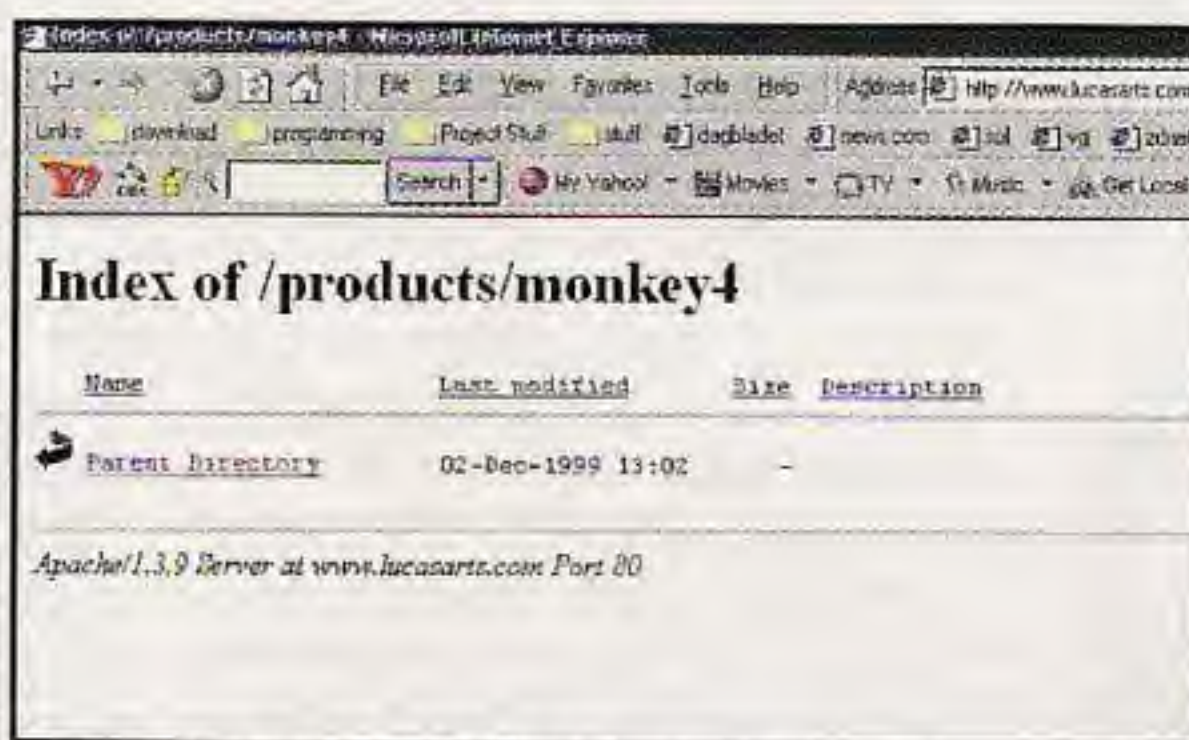 Index of /products/monkey4 - Microsoft Internet Explorer
File Edit View Favorites Tools Help Address http://www.lucasarts.com
Links download programming Project Stuff stuff dagbladet news.com sol vg
Search My Yahoo! Movies TV Music Get Local
Index of /products/monkey4
Name Last modified Size Description
Parent Directory 02-Dec-1999 13:02 -
Apache/1.3.9 Server at www.lucasarts.com Port 80